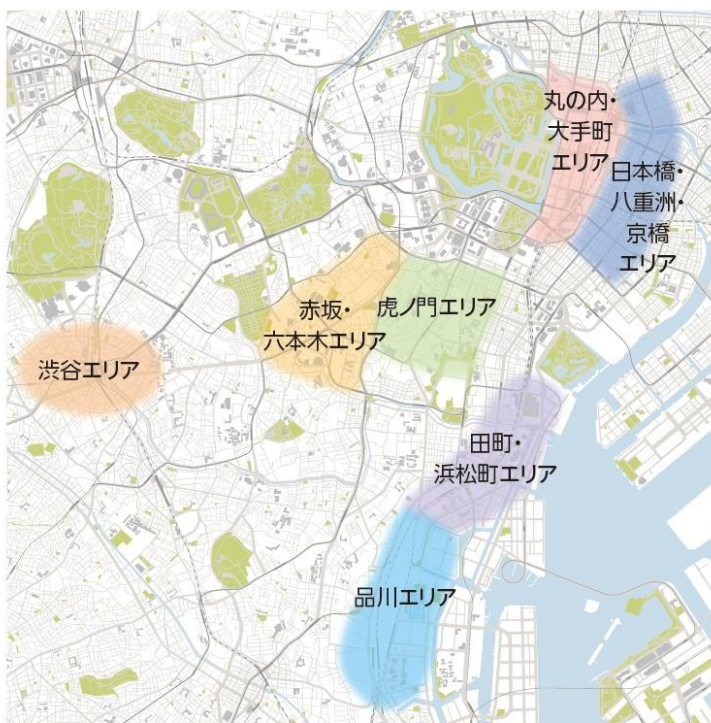 丸の内・
大手町
エリア
日本橋・
八重洲・
京橋
エリア
赤坂・
六本木エリア
虎ノ門エリア
渋谷エリア
田町・
浜松町エリア
品川エリア